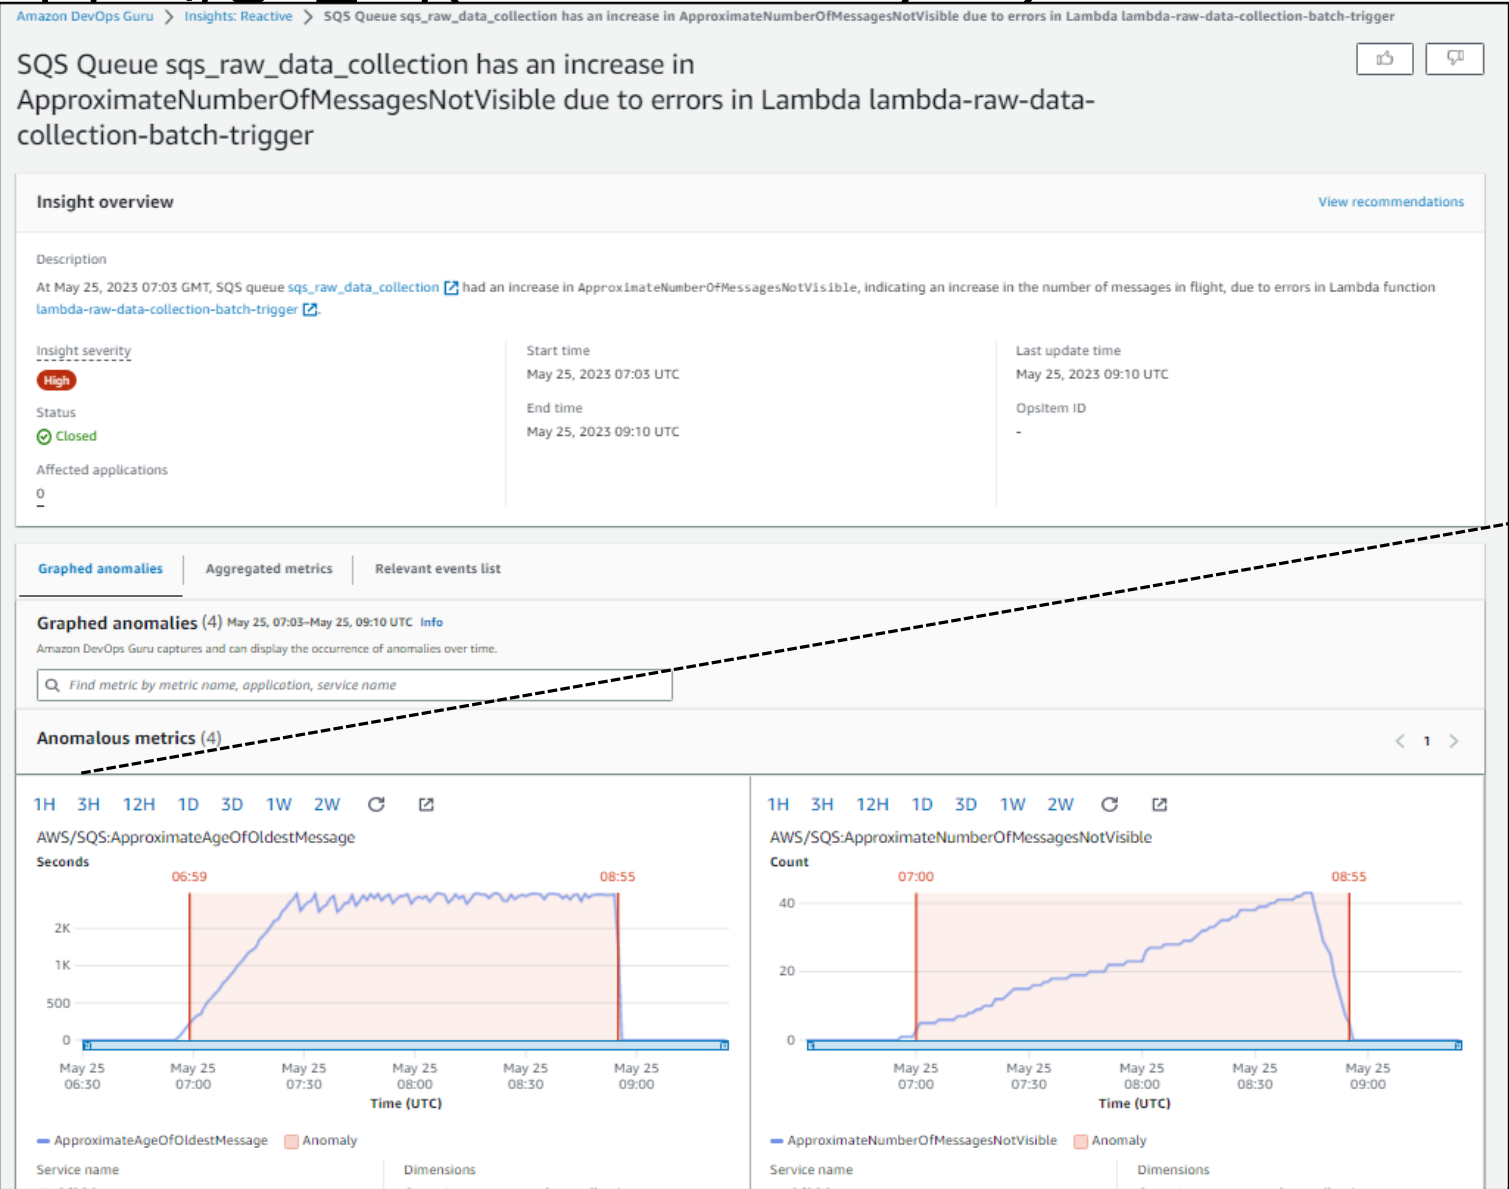 Amazon DevOps Guru > Insights: Reactive > SQS Queue sqs_raw_data_collection has an increase in ApproximateNumberOfMessagesNotVisible due to errors in Lambda lambda-raw-data-collection-batch-trigger
SQS Queue sqs_raw_data_collection has an increase in
ApproximateNumberOfMessagesNotVisible due to errors in Lambda lambda-raw-data-
collection-batch-trigger
Insight overview
View recommendations
Description
At May 25, 2023 07:03 GMT, SQS queue sqs_raw_data_collection had an increase in ApproximateNumberOfMessagesNotVisible, indicating an increase in the number of messages in flight, due to errors in Lambda function
lambda-raw-data-collection-batch-trigger.
Insight severity
High
Status
Closed
Affected applications
0
Start time
May 25, 2023 07:03 UTC
End time
May 25, 2023 09:10 UTC
Last update time
May 25, 2023 09:10 UTC
OpsItem ID
-
Graphed anomalies
Aggregated metrics
Relevant events list
Graphed anomalies (4) May 25, 07:03–May 25, 09:10 UTC Info
Amazon DevOps Guru captures and can display the occurrence of anomalies over time.
Find metric by metric name, application, service name
Anomalous metrics (4)
< 1 >
1H 3H 12H 1D 3D 1W 2W
AWS/SQS:ApproximateAgeOfOldestMessage
Seconds
06:59 08:55
2K
1K
500
0
May 25 May 25 May 25 May 25 May 25 May 25
06:30 07:00 07:30 08:00 08:30 09:00
Time (UTC)
ApproximateAgeOfOldestMessage Anomaly
Service name Dimensions
1H 3H 12H 1D 3D 1W 2W
AWS/SQS:ApproximateNumberOfMessagesNotVisible
Count
07:00 08:55
40
20
0
May 25 May 25 May 25 May 25 May 25
07:00 07:30 08:00 08:30 09:00
Time (UTC)
ApproximateNumberOfMessagesNotVisible Anomaly
Service name Dimensions